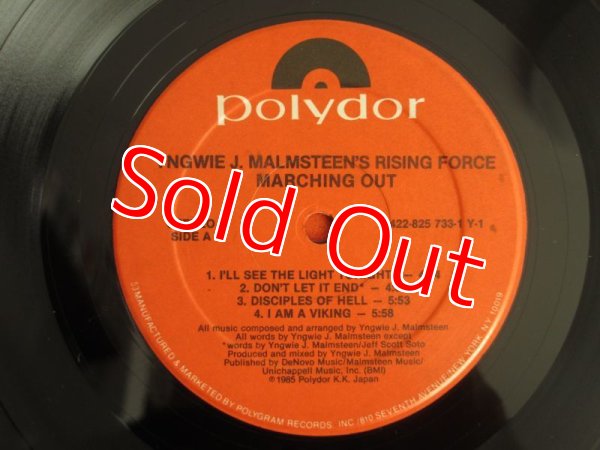 polydor
YNGWIE J. MALMSTEEN'S RISING FORCE
MARCHING OUT
422-825 733-1 Y-1
SIDE A
Sold Out
1. I'LL SEE THE LIGHT
2. DON'T LET IT END*
3. DISCIPLES OF HELL — 5:53
4. I AM A VIKING — 5:58
All music composed and arranged by Yngwie J. Malmsteen
All words by Yngwie J. Malmsteen except
*words by Yngwie J. Malmsteen/Jeff Scott Soto
Produced and mixed by Yngwie J. Malmsteen
Published by DeNovo Music/Malmsteen Music/
Unichappell Music, Inc. (BMI)
℗1985 Polydor K.K. Japan
53 MANUFACTURED & MARKETED BY POLYGRAM RECORDS, INC./810 SEVENTH AVENUE/NEW YORK, NY 10019